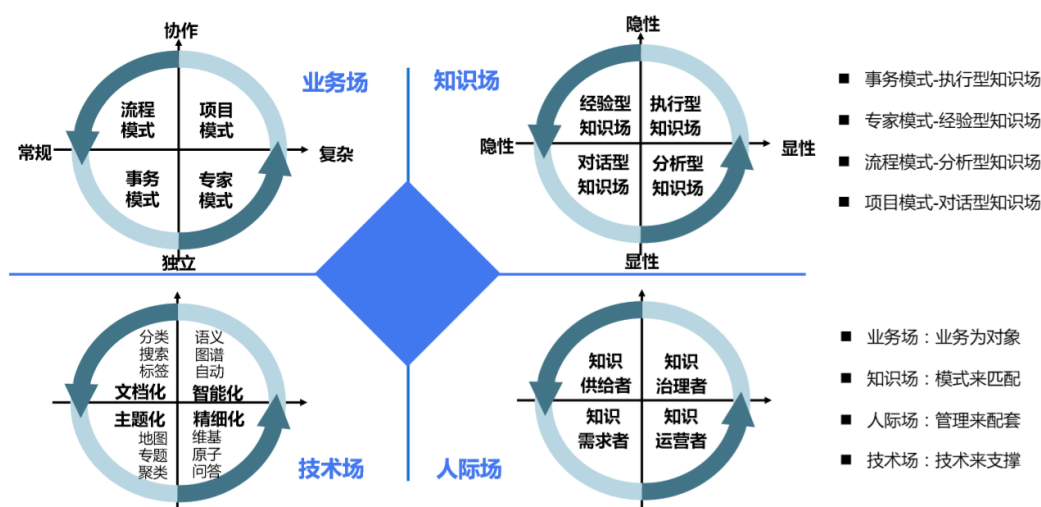 协作
业务场
流程
模式
项目
模式
常规
复杂
事务
模式
专家
模式
独立
隐性
知识场
经验型
知识场
执行型
知识场
隐性
显性
对话型
知识场
分析型
知识场
显性
■ 事务模式-执行型知识场
■ 专家模式-经验型知识场
■ 流程模式-分析型知识场
■ 项目模式-对话型知识场
分类
搜索
标签
文档化
语义
图谱
自动
智能化
主题化
地图
专题
聚类
精细化
维基
原子
问答
技术场
知识
供给者
知识
治理者
知识
需求者
知识
运营者
人际场
■ 业务场：业务为对象
■ 知识场：模式来匹配
■ 人际场：管理来配套
■ 技术场：技术来支撑